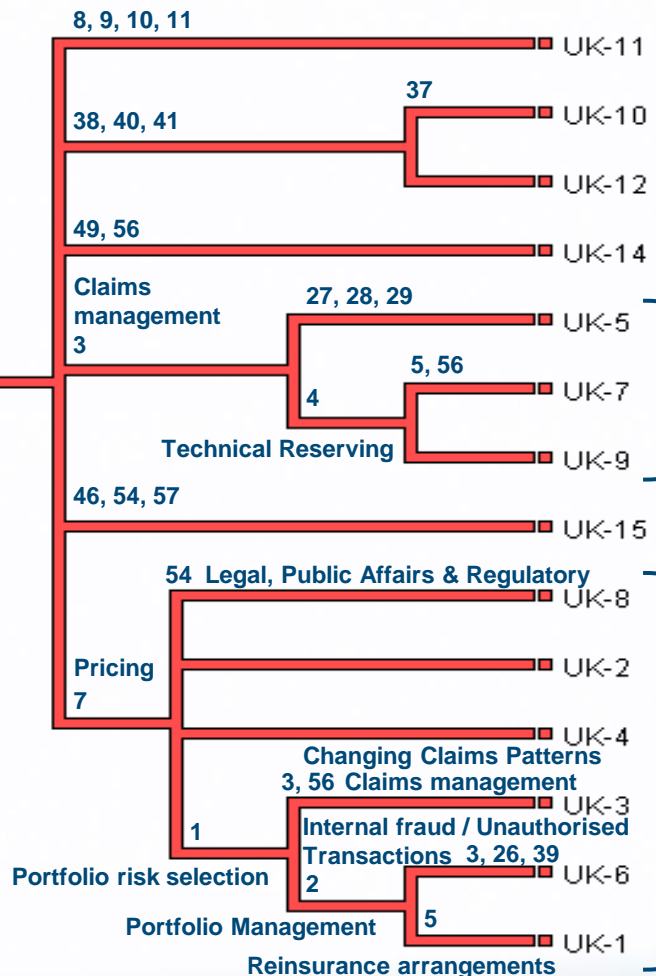 8, 9, 10, 11
UK-11
37
38, 40, 41
UK-10
UK-12
49, 56
UK-14
Claims
management
3
27, 28, 29
UK-5
5, 56
UK-7
4
Technical Reserving
UK-9
46, 54, 57
UK-15
54 Legal, Public Affairs & Regulatory
UK-8
Pricing
7
UK-2
UK-4
Changing Claims Patterns
3, 56 Claims management
UK-3
1
Internal fraud / Unauthorised
Transactions 3, 26, 39
Portfolio risk selection
2
UK-6
Portfolio Management
5
UK-1
Reinsurance arrangements